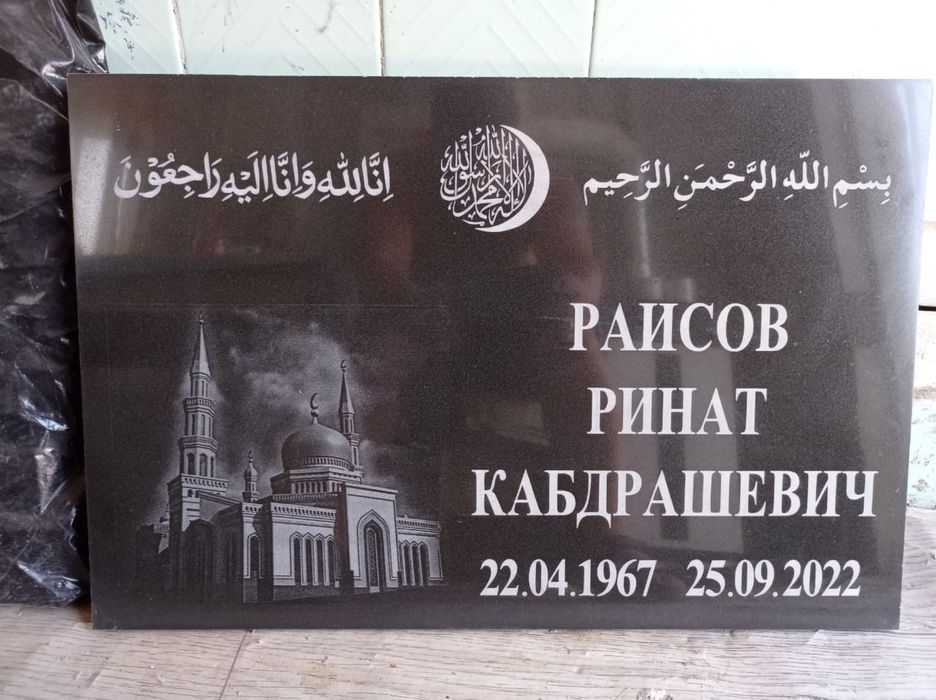 بِسْمِ اللّهِ الرَّحْمنِ الرَّحِيم
لا إله إلا الله محمد رسول الله
اِنَّا لِلّٰهِ وَاِنَّا اِلَيْهِ رَاجِعُوْنَ
РАИСОВ
РИНАТ
КАБДРАШЕВИЧ
22.04.1967 25.09.2022